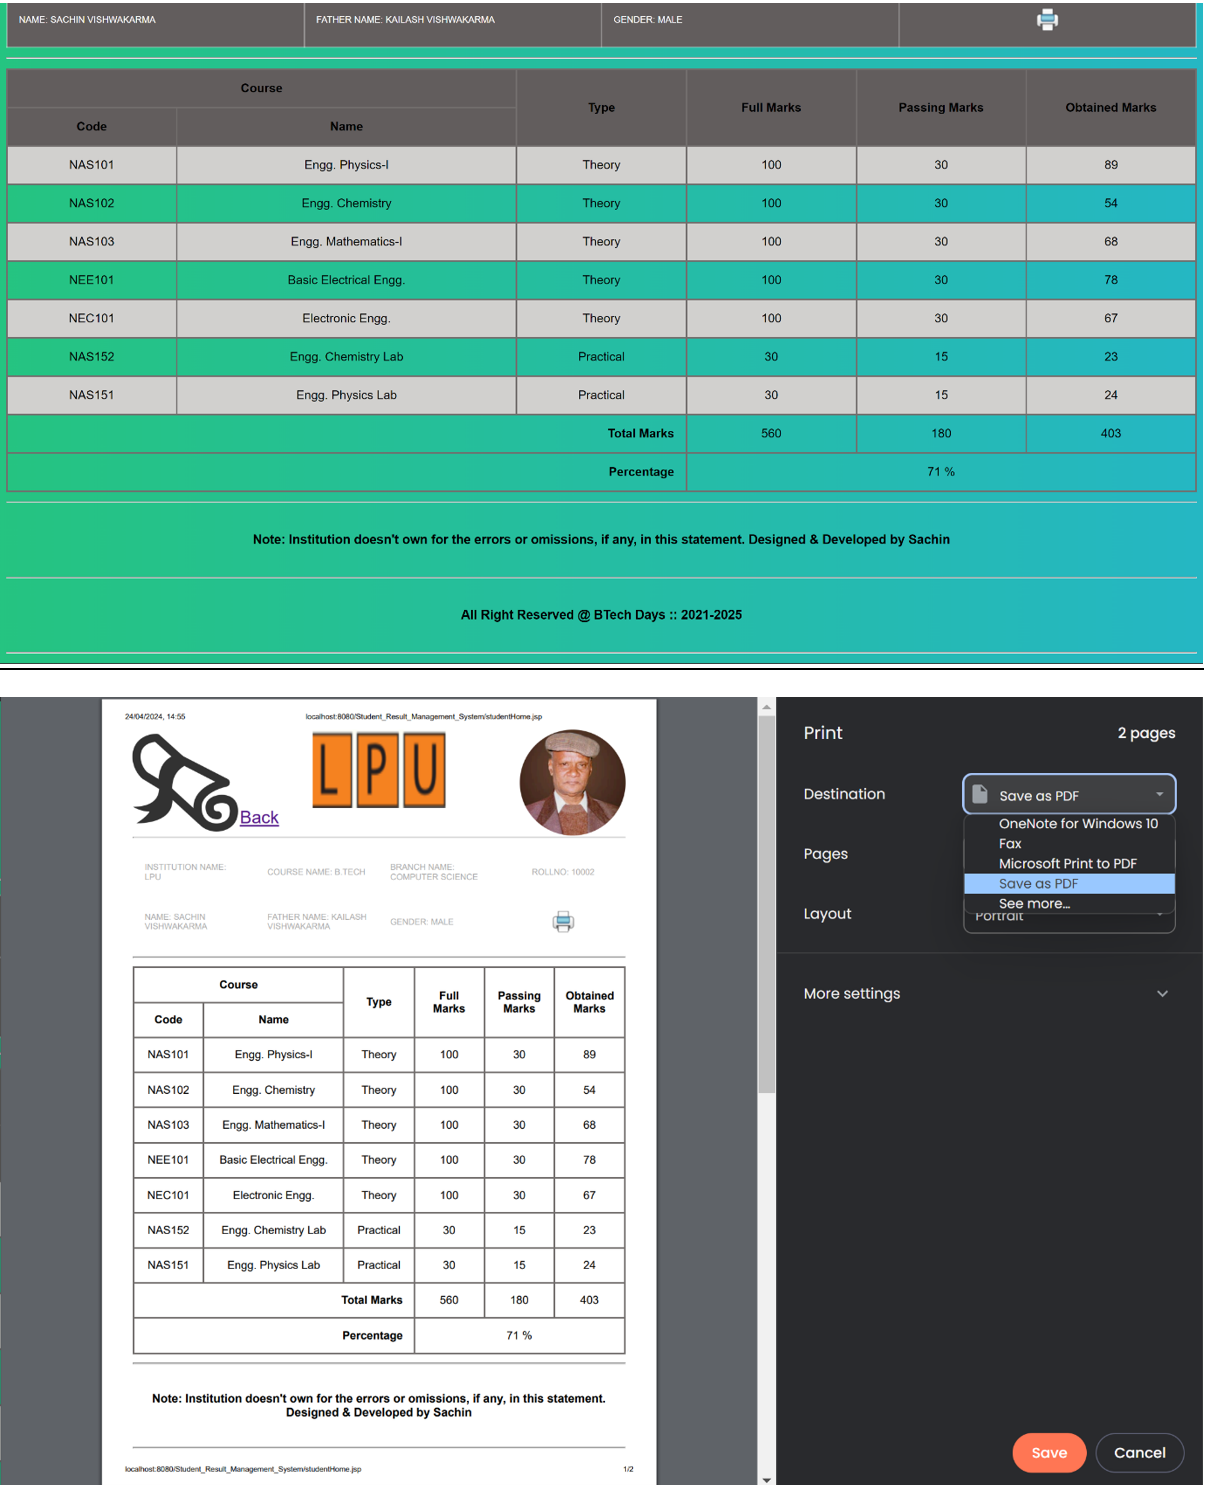 NAME: SACHIN VISHWAKARMA FATHER NAME: KAILASH VISHWAKARMA GENDER: MALE
Course Type Full Marks Passing Marks Obtained Marks
Code Name
NAS101 Engg. Physics-I Theory 100 30 89
NAS102 Engg. Chemistry Theory 100 30 54
NAS103 Engg. Mathematics-I Theory 100 30 68
NEE101 Basic Electrical Engg. Theory 100 30 78
NEC101 Electronic Engg. Theory 100 30 67
NAS152 Engg. Chemistry Lab Practical 30 15 23
NAS151 Engg. Physics Lab Practical 30 15 24
Total Marks 560 180 403
Percentage 71 %
Note: Institution doesn't own for the errors or omissions, if any, in this statement. Designed & Developed by Sachin
All Right Reserved @ BTech Days :: 2021-2025
24/04/2024, 14:55 localhost:8080/Student_Result_Management_System/studentHome.jsp
LPU
Back
INSTITUTION NAME:
LPU
COURSE NAME: B.TECH
BRANCH NAME:
COMPUTER SCIENCE
ROLLNO: 10002
NAME: SACHIN
VISHWAKARMA
FATHER NAME: KAILASH
VISHWAKARMA
GENDER: MALE
Course
Type
Full
Marks
Passing
Marks
Obtained
Marks
Code Name
NAS101 Engg. Physics-I Theory 100 30 89
NAS102 Engg. Chemistry Theory 100 30 54
NAS103 Engg. Mathematics-I Theory 100 30 68
NEE101 Basic Electrical Engg. Theory 100 30 78
NEC101 Electronic Engg. Theory 100 30 67
NAS152 Engg. Chemistry Lab Practical 30 15 23
NAS151 Engg. Physics Lab Practical 30 15 24
Total Marks 560 180 403
Percentage 71 %
Note: Institution doesn't own for the errors or omissions, if any, in this statement.
Designed & Developed by Sachin
localhost:8080/Student_Result_Management_System/studentHome.jsp 1/2
Print 2 pages
Destination Save as PDF
OneNote for Windows 10
Fax
Microsoft Print to PDF
Save as PDF
See more...
Pages
Layout Portrait
More settings
Save Cancel